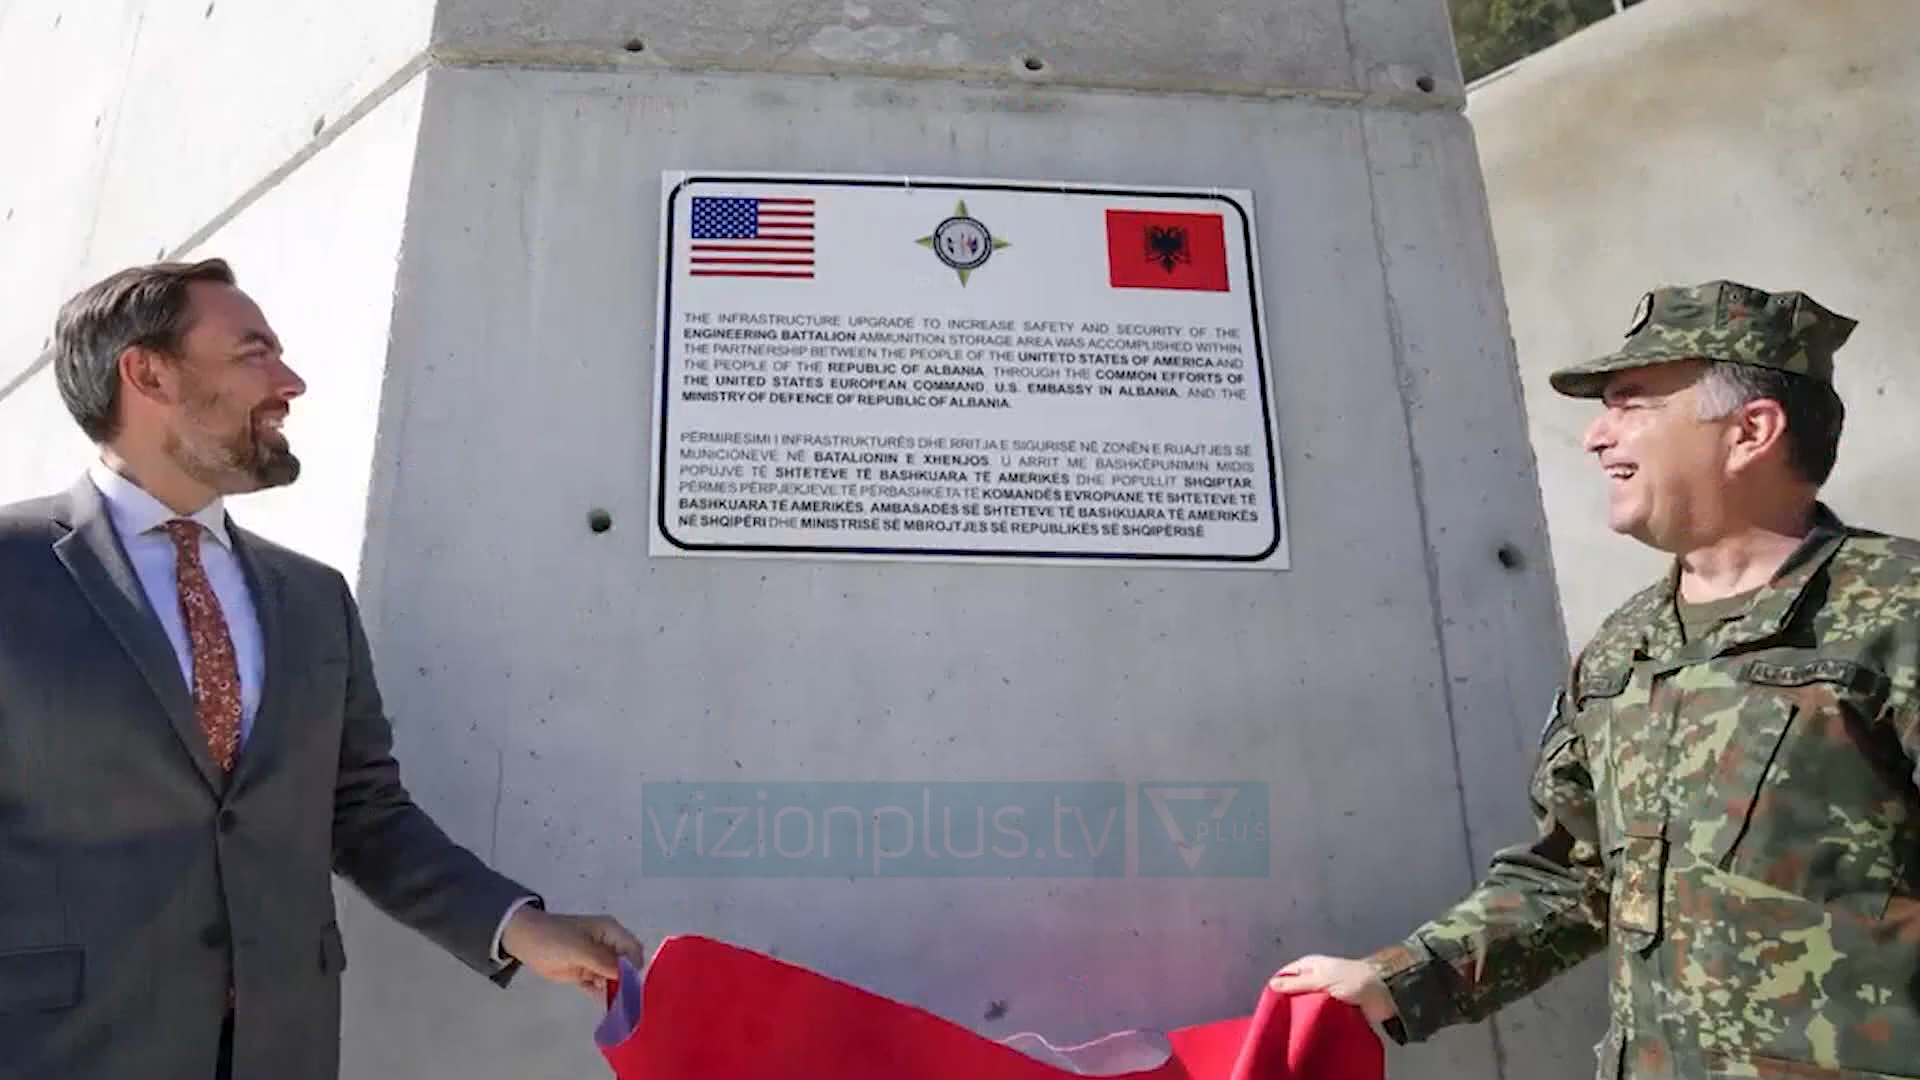 THE INFRASTRUCTURE UPGRADE TO INCREASE SAFETY AND SECURITY OF THE
ENGINEERING BATTALION AMMUNITION STORAGE AREA WAS ACCOMPLISHED WITHIN
THE PARTNERSHIP BETWEEN THE PEOPLE OF THE UNITETD STATES OF AMERICA AND
THE PEOPLE OF THE REPUBLIC OF ALBANIA, THROUGH THE COMMON EFFORTS OF
THE UNITED STATES EUROPEAN COMMAND, U.S. EMBASSY IN ALBANIA, AND THE
MINISTRY OF DEFENCE OF REPUBLIC OF ALBANIA.
PËRMIRESIMI I INFRASTRUKTURËS DHE RRITJA E SIGURISË NË ZONËN E RUAJTJES SË
MUNICIONEVE NË BATALIONIN E XHENJOS, U ARRIT ME BASHKËPUNIMIN MIDIS
POPUJVE TË SHTETEVE TË BASHKUARA TË AMERIKËS DHE POPULLIT SHQIPTAR,
PËRMES PËRPJEKJEVE TË PËRBASHKËTA TË KOMANDËS EVROPIANE TË SHTETEVE TË
BASHKUARA TË AMERIKËS, AMBASADËS SË SHTETEVE TË BASHKUARA TË AMERIKËS
NË SHQIPËRI DHE MINISTRISË SË MBROJTJES SË REPUBLIKËS SË SHQIPËRISË
vizionplus.tv
PLUS